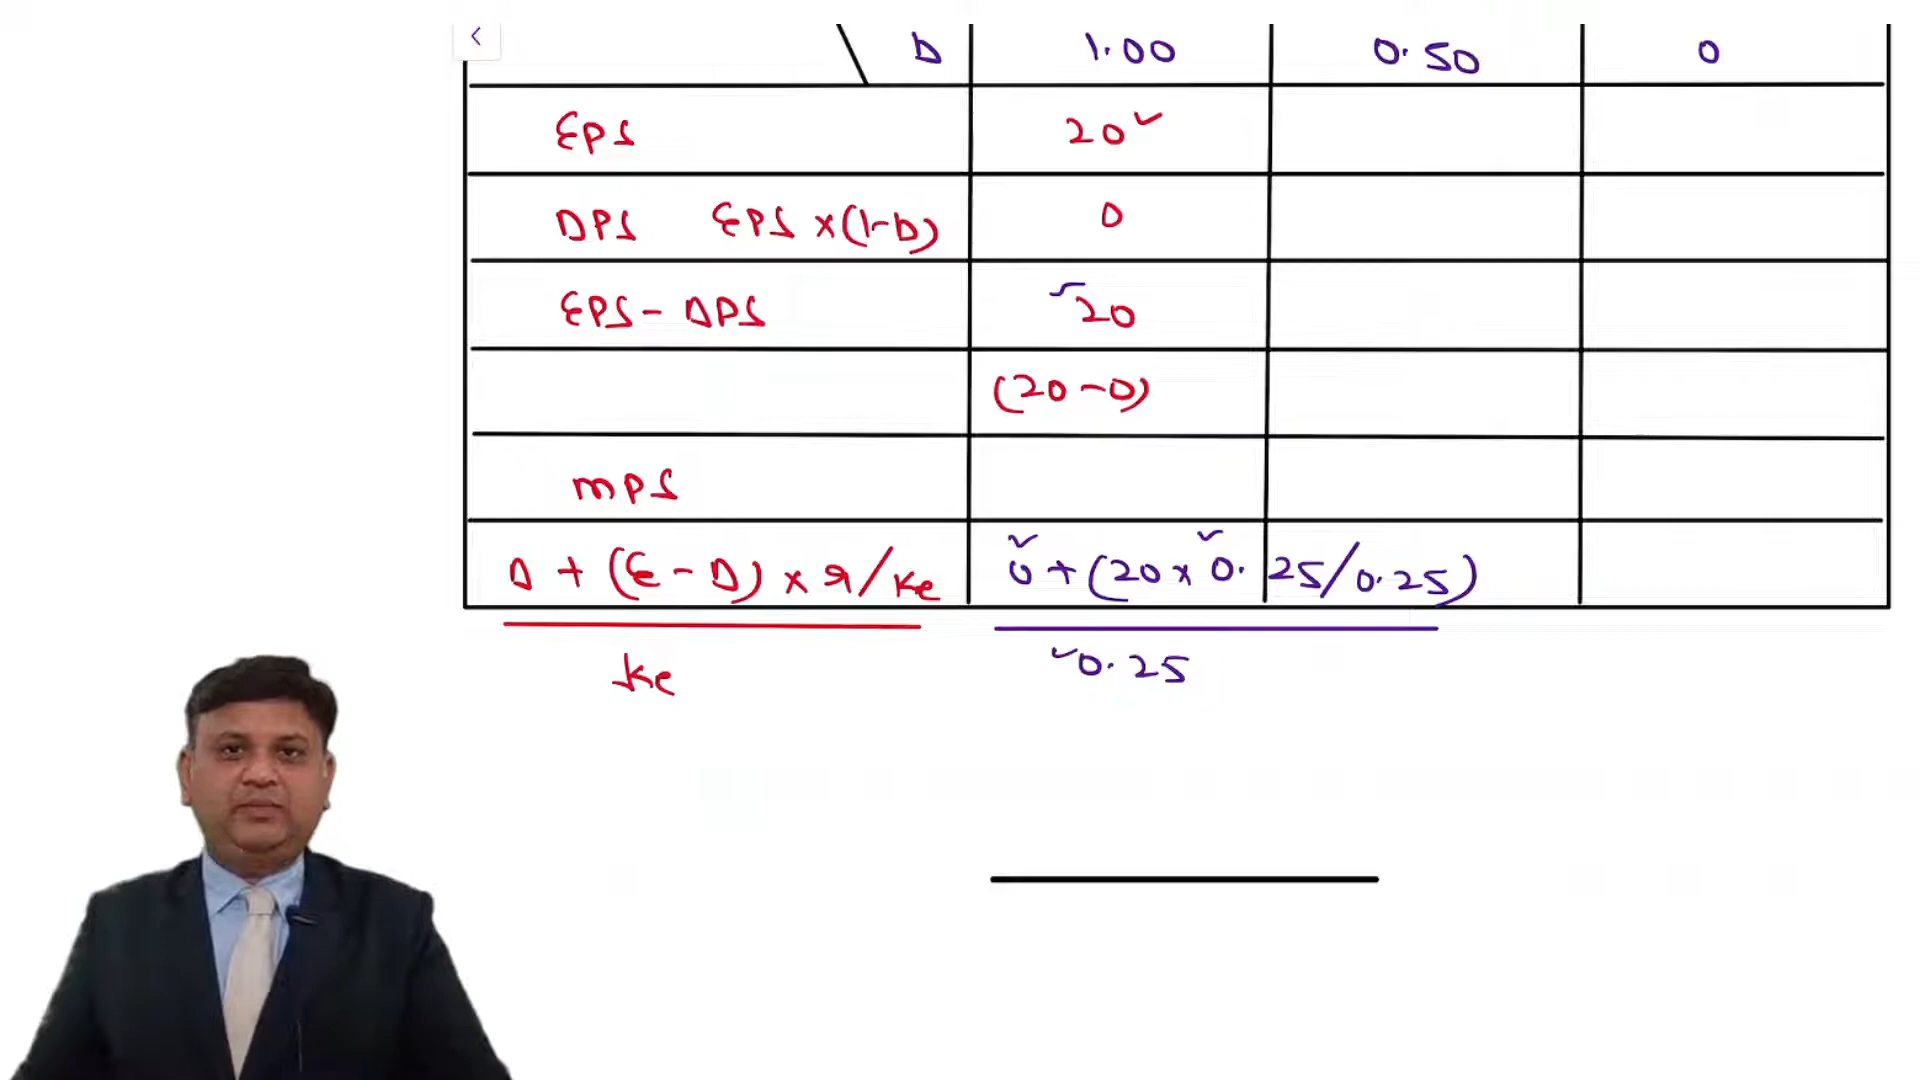 b 1.00 0.50 0
EPS 20
DPS EPS x (1-b) 0
EPS - DPS 20
(20-0)
MPS
D + (E - D) x r/ke 0 + (20 x 0.25/0.25)
ke 0.25